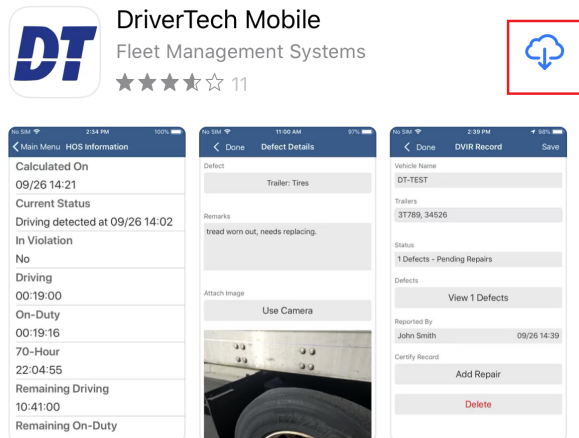 DT
DriverTech Mobile
Fleet Management Systems
11
No SIM 2:34 PM 100%
Main Menu HOS Information
Calculated On
09/26 14:21
Current Status
Driving detected at 09/26 14:02
In Violation
No
Driving
00:19:00
On-Duty
00:19:16
70-Hour
22:04:55
Remaining Driving
10:41:00
Remaining On-Duty
No SIM 11:00 AM 97%
Done Defect Details
Defect
Trailer: Tires
Remarks
tread worn out, needs replacing.
Attach Image
Use Camera
No SIM 2:39 PM 98%
Done DVIR Record Save
Vehicle Name
DT-TEST
Trailers
3T789, 34526
Status
1 Defects - Pending Repairs
Defects
View 1 Defects
Reported By
John Smith 09/26 14:39
Certify Record
Add Repair
Delete